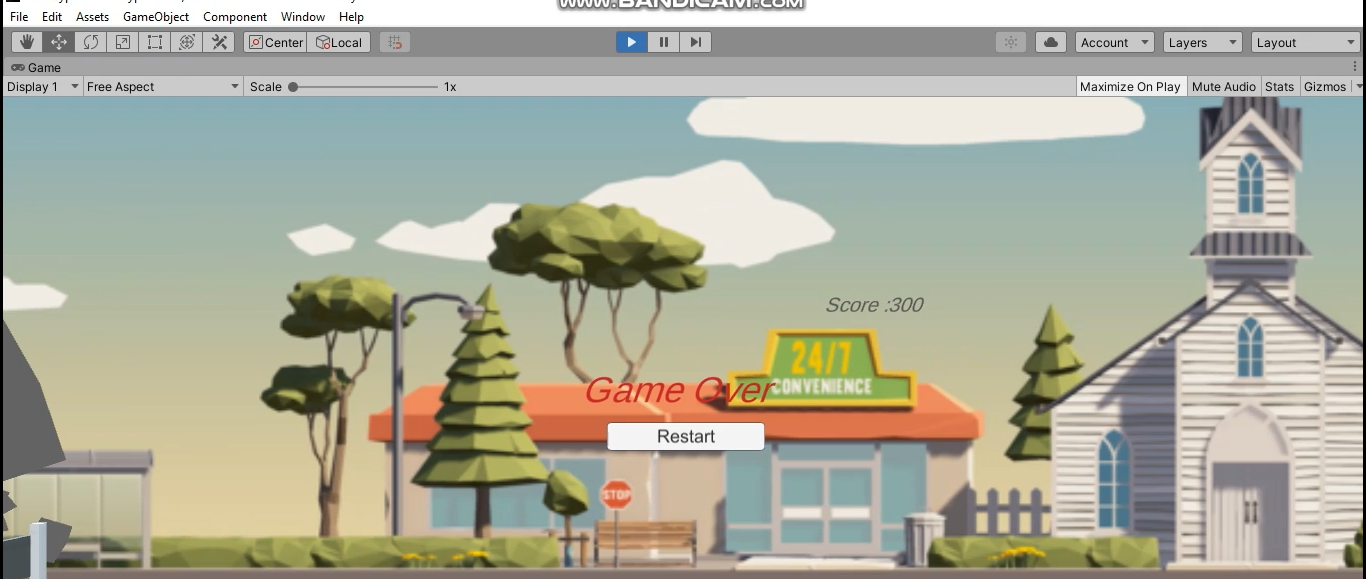 www.BANDICAM.com
File Edit Assets GameObject Component Window Help
Center Local Account Layers Layout
Game
Display 1 Free Aspect Scale 1x Maximize On Play Mute Audio Stats Gizmos
Score :300
24/7
CONVENIENCE
Game Over
Restart
STOP